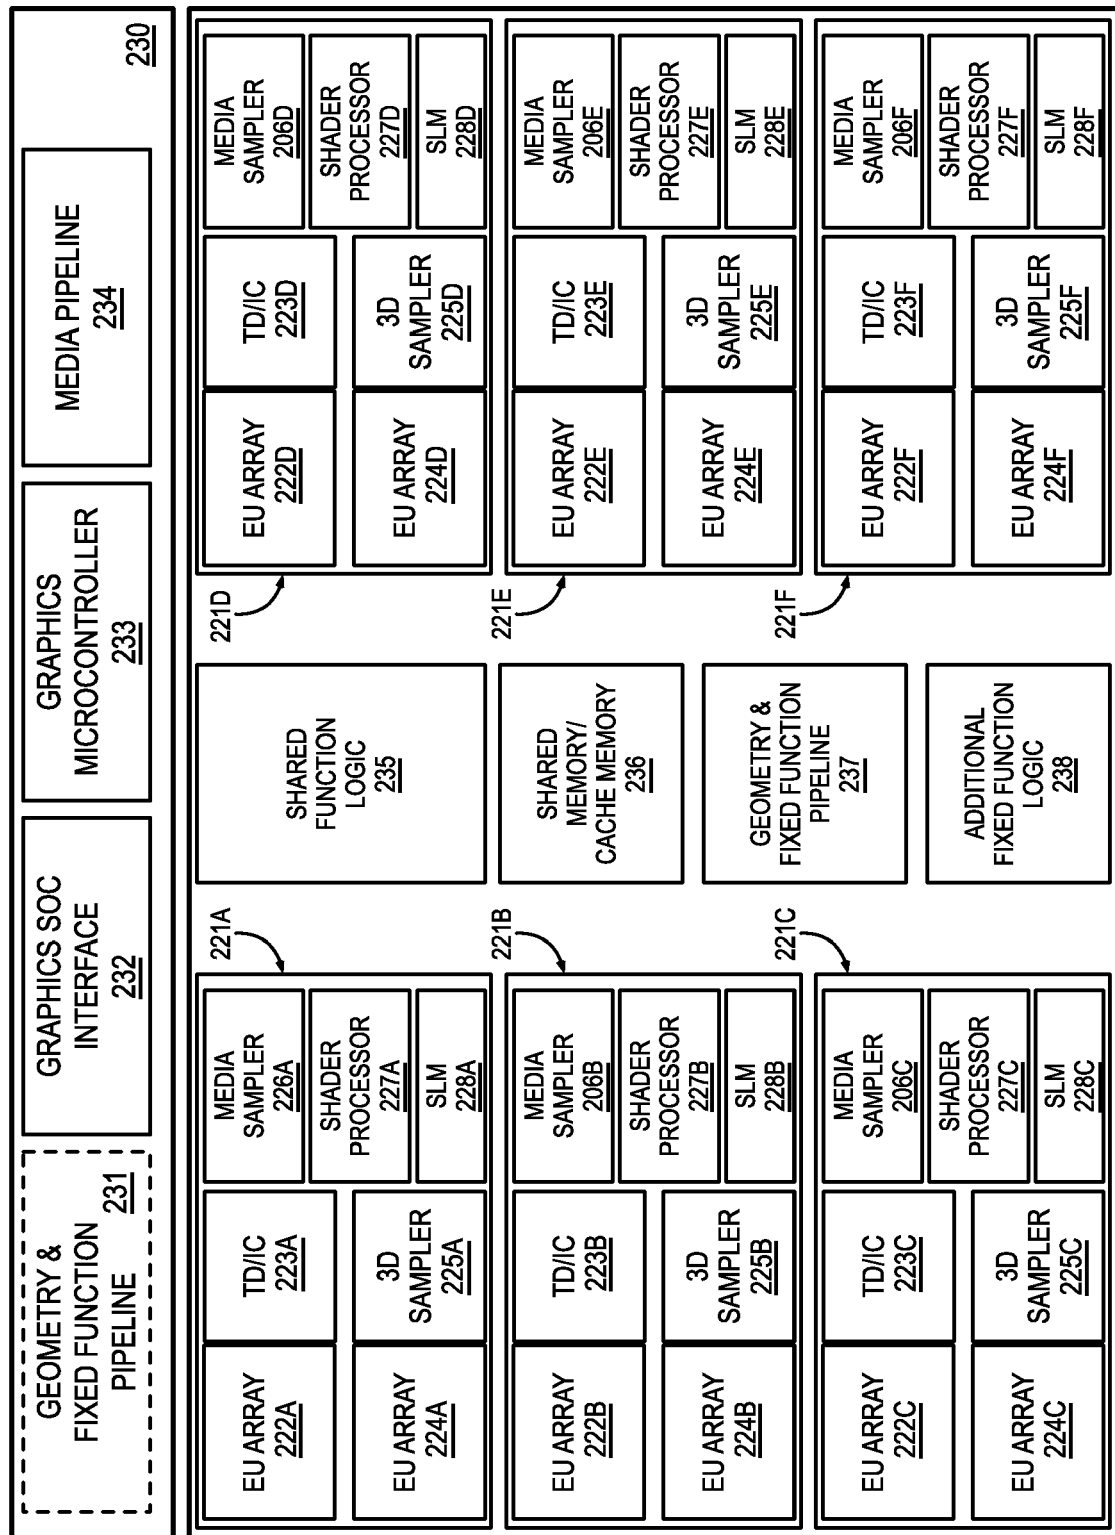 GEOMETRY &
FIXED FUNCTION
PIPELINE
231
GRAPHICS SOC
INTERFACE
232
GRAPHICS
MICROCONTROLLER
233
MEDIA PIPELINE
234
230
221A
EU ARRAY
222A
TD/IC
223A
MEDIA
SAMPLER
226A
SHADER
PROCESSOR
227A
EU ARRAY
224A
3D
SAMPLER
225A
SLM
228A
SHARED
FUNCTION
LOGIC
235
221D
EU ARRAY
222D
TD/IC
223D
MEDIA
SAMPLER
206D
SHADER
PROCESSOR
227D
EU ARRAY
224D
3D
SAMPLER
225D
SLM
228D
221B
EU ARRAY
222B
TD/IC
223B
MEDIA
SAMPLER
206B
SHADER
PROCESSOR
227B
EU ARRAY
224B
3D
SAMPLER
225B
SLM
228B
SHARED
MEMORY/
CACHE MEMORY
236
221E
EU ARRAY
222E
TD/IC
223E
MEDIA
SAMPLER
206E
SHADER
PROCESSOR
227E
EU ARRAY
224E
3D
SAMPLER
225E
SLM
228E
GEOMETRY &
FIXED FUNCTION
PIPELINE
237
221C
EU ARRAY
222C
TD/IC
223C
MEDIA
SAMPLER
206C
SHADER
PROCESSOR
227C
EU ARRAY
224C
3D
SAMPLER
225C
SLM
228C
ADDITIONAL
FIXED FUNCTION
LOGIC
238
221F
EU ARRAY
222F
TD/IC
223F
MEDIA
SAMPLER
206F
SHADER
PROCESSOR
227F
EU ARRAY
224F
3D
SAMPLER
225F
SLM
228F